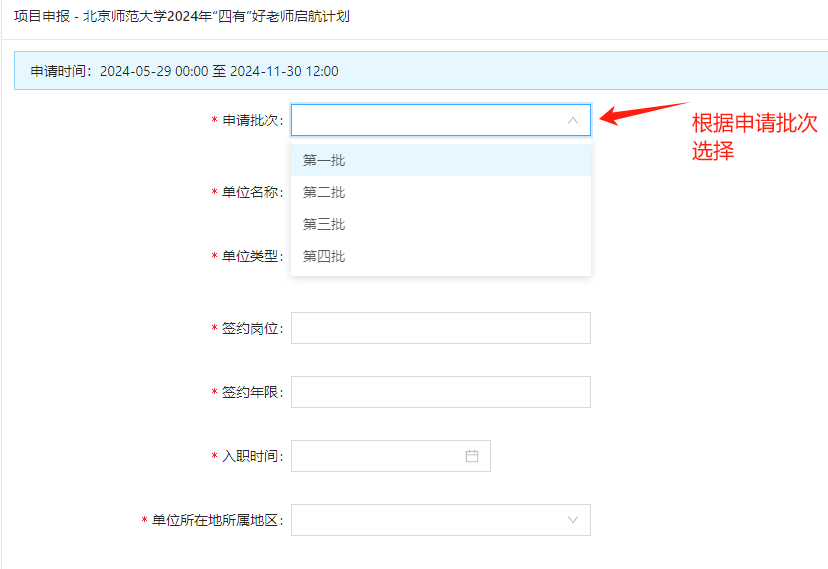 项目申报 - 北京师范大学2024年“四有”好老师启航计划
申请时间：2024-05-29 00:00 至 2024-11-30 12:00
* 申请批次：
根据申请批次
选择
第一批
* 单位名称：
第二批
第三批
* 单位类型：
第四批
* 签约岗位：
* 签约年限：
* 入职时间：
* 单位所在地所属地区：